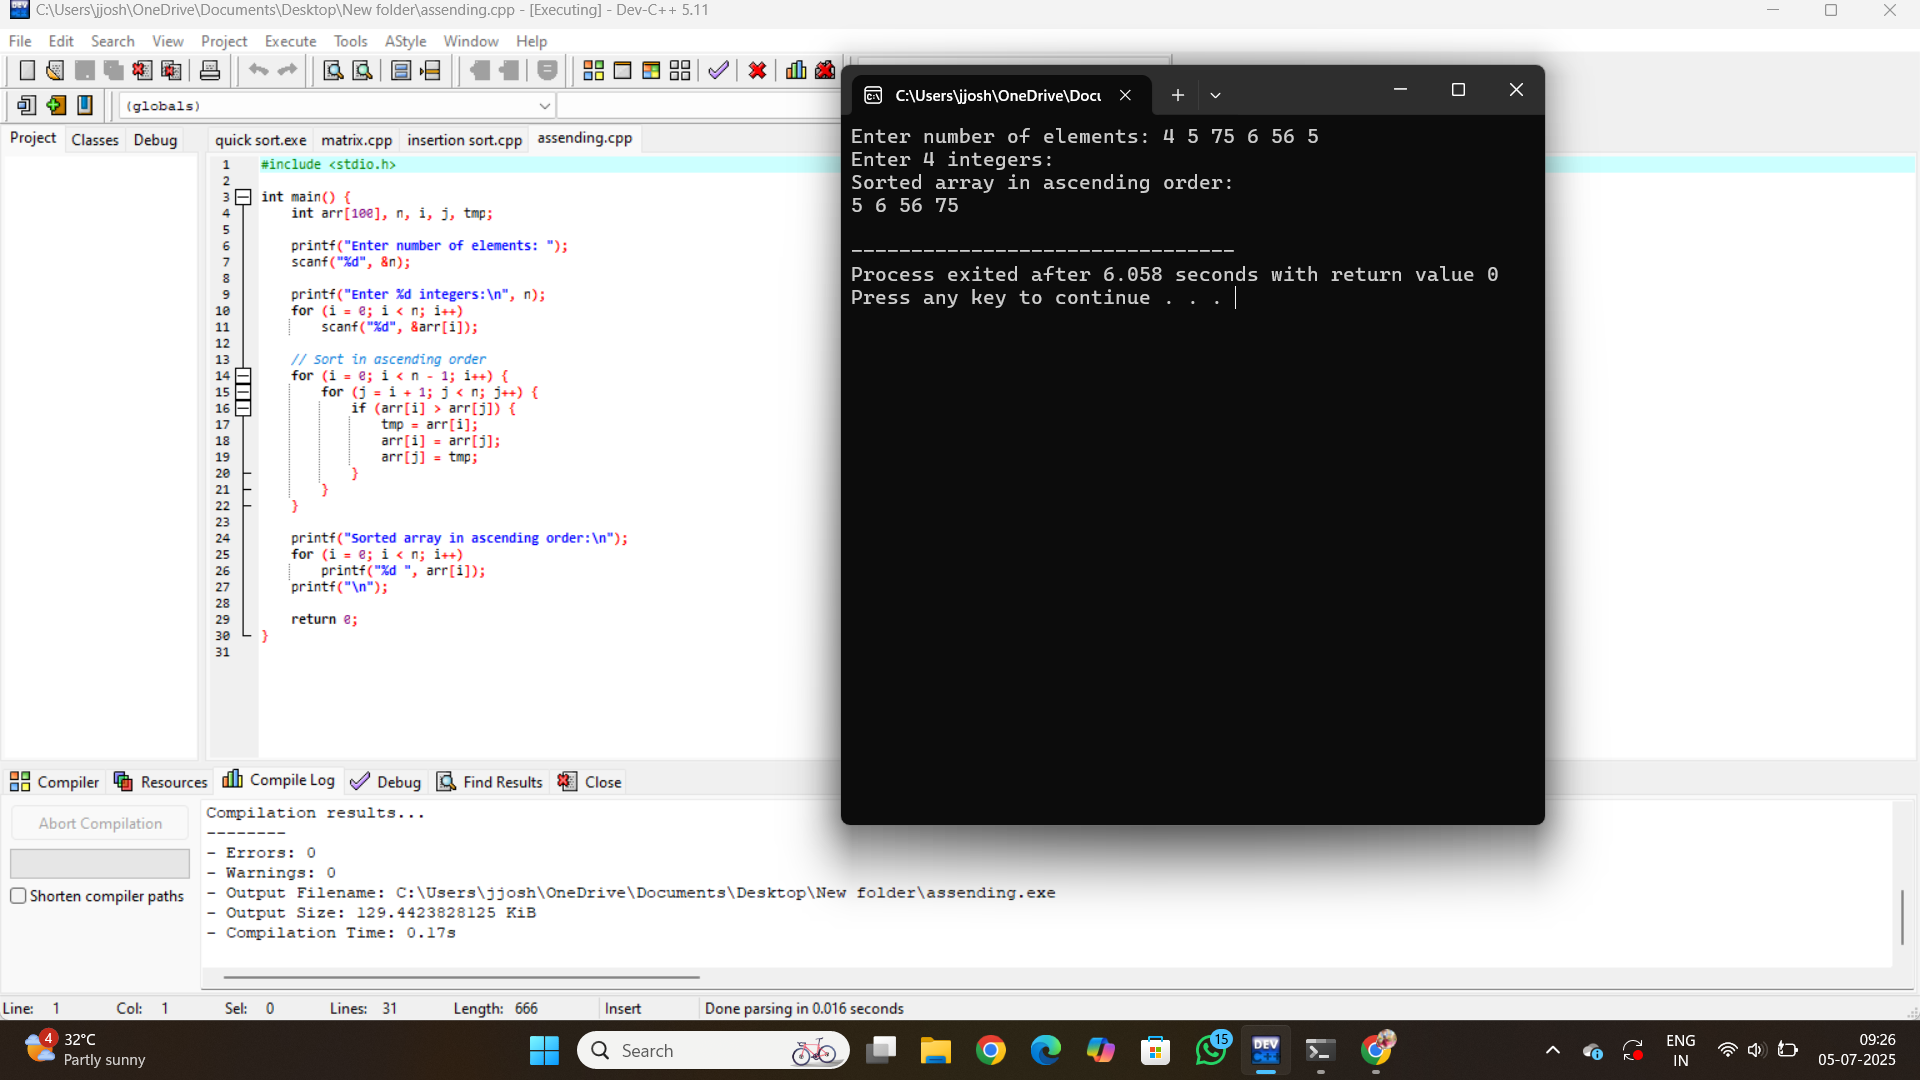 C:\Users\jjosh\OneDrive\Documents\Desktop\New folder\assending.cpp - [Executing] - Dev-C++ 5.11
File Edit Search View Project Execute Tools AStyle Window Help
(globals)
Project Classes Debug quick sort.exe matrix.cpp insertion sort.cpp assending.cpp
1 #include <stdio.h>
2
3 int main() {
4 int arr[100], n, i, j, tmp;
5
6 printf("Enter number of elements: ");
7 scanf("%d", &n);
8
9 printf("Enter %d integers:\n", n);
10 for (i = 0; i < n; i++)
11 scanf("%d", &arr[i]);
12
13 // Sort in ascending order
14 for (i = 0; i < n - 1; i++) {
15 for (j = i + 1; j < n; j++) {
16 if (arr[i] > arr[j]) {
17 tmp = arr[i];
18 arr[i] = arr[j];
19 arr[j] = tmp;
20 }
21 }
22 }
23
24 printf("Sorted array in ascending order:\n");
25 for (i = 0; i < n; i++)
26 printf("%d ", arr[i]);
27 printf("\n");
28
29 return 0;
30 }
31
C:\Users\jjosh\OneDrive\Docu
Enter number of elements: 4 5 75 6 56 5
Enter 4 integers:
Sorted array in ascending order:
5 6 56 75
--------------------------------
Process exited after 6.058 seconds with return value 0
Press any key to continue . . .
Compiler Resources Compile Log Debug Find Results Close
Abort Compilation
Shorten compiler paths
Compilation results...
--------
- Errors: 0
- Warnings: 0
- Output Filename: C:\Users\jjosh\OneDrive\Documents\Desktop\New folder\assending.exe
- Output Size: 129.4423828125 KiB
- Compilation Time: 0.17s
Line: 1 Col: 1 Sel: 0 Lines: 31 Length: 666 Insert Done parsing in 0.016 seconds
4
32°C
Partly sunny
Search
15
DEV
C++
ENG
IN
09:26
05-07-2025